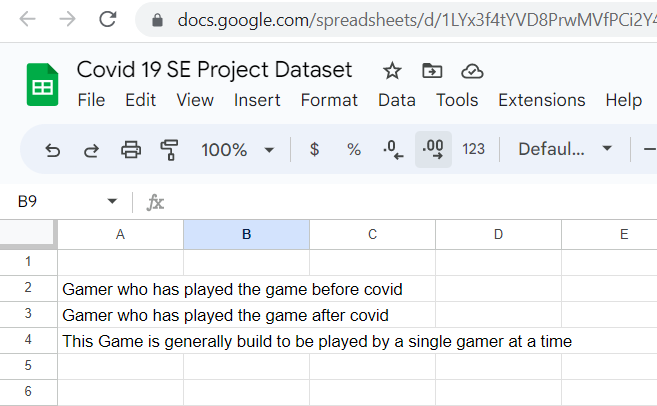 docs.google.com/spreadsheets/d/1LYx3f4tYVD8PrwMVfPCi2Y4
Covid 19 SE Project Dataset
File Edit View Insert Format Data Tools Extensions Help
100% $ % .0 .00 123 Defaul...
B9 fx
A B C D E
1
2 Gamer who has played the game before covid
3 Gamer who has played the game after covid
4 This Game is generally build to be played by a single gamer at a time
5
6